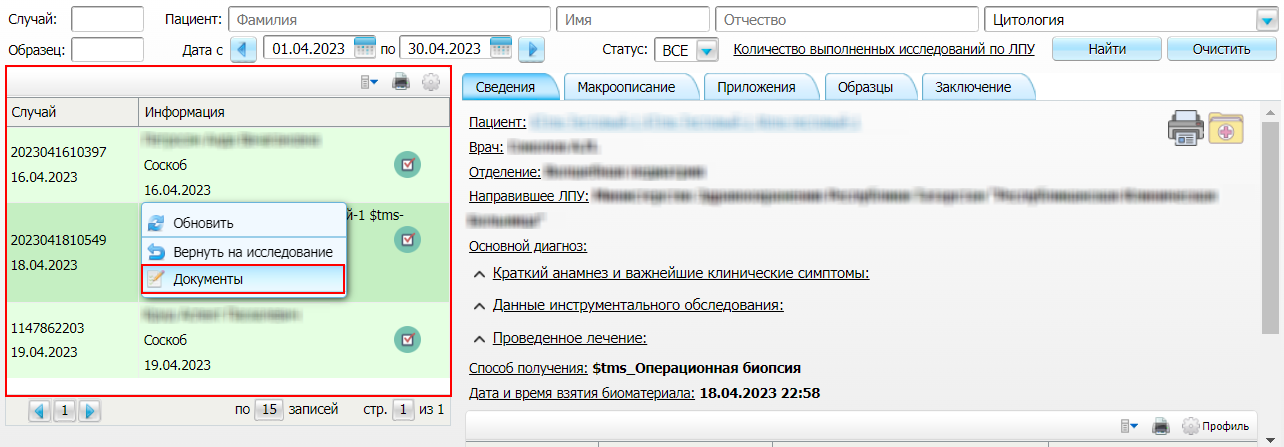 Случай: Пациент: Фамилия Имя Отчество Цитология
Образец: Дата с 01.04.2023 по 30.04.2023 Статус: ВСЕ Количество выполненных исследований по ЛПУ Найти Очистить
Случай Информация
2023041610397
16.04.2023
Соскоб
16.04.2023
2023041810549
18.04.2023
й-1 $tms-
Обновить
Вернуть на исследование
Документы
1147862203
19.04.2023
Соскоб
19.04.2023
1 по 15 записей стр. 1 из 1
Сведения Макроописание Приложения Образцы Заключение
Пациент:
Врач:
Отделение:
Направившее ЛПУ:
Основной диагноз:
Краткий анамнез и важнейшие клинические симптомы:
Данные инструментального обследования:
Проведенное лечение:
Способ получения: $tms_Операционная биопсия
Дата и время взятия биоматериала: 18.04.2023 22:58
Профиль